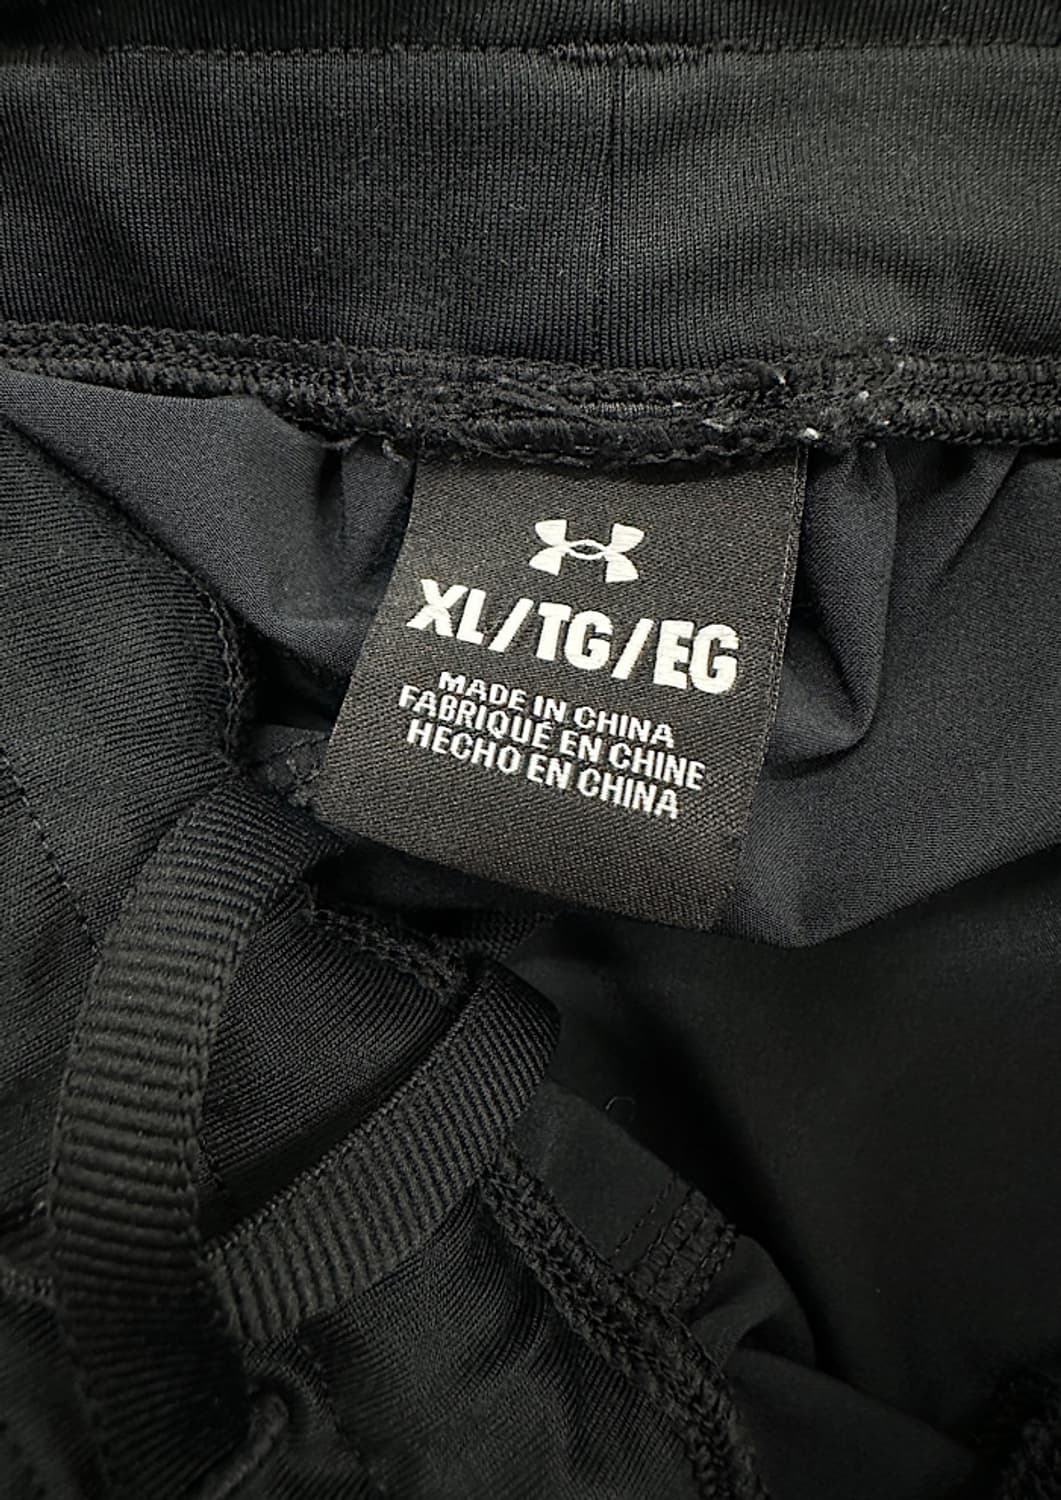 XL/TG/EG
MADE IN CHINA
FABRIQUÉ EN CHINE
HECHO EN CHINA